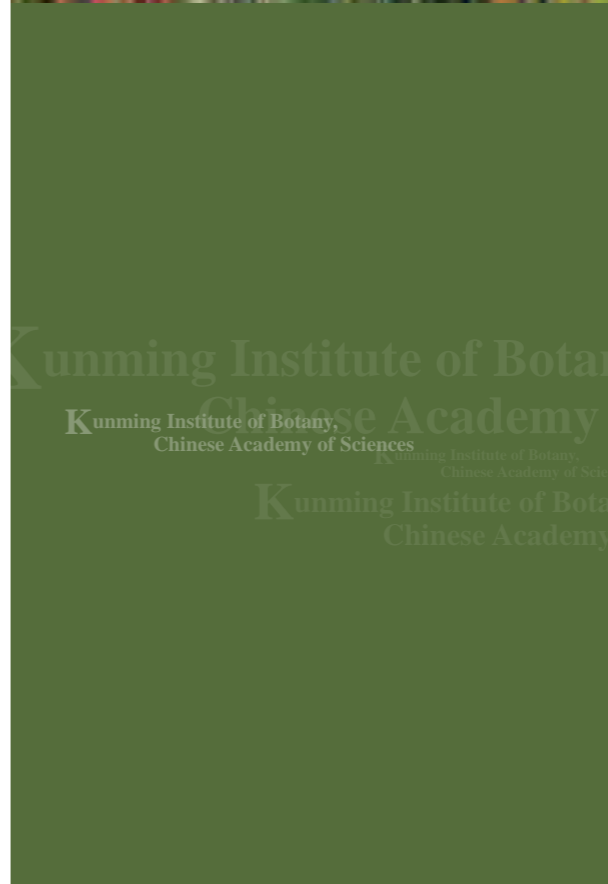 Kunming Institute of Botan
Chinese Academy
Kunming Institute of Botany,
Chinese Academy of Sciences
Kunming Institute of Botany,
Chinese Academy of Scie
Kunming Institute of Bota
Chinese Academy